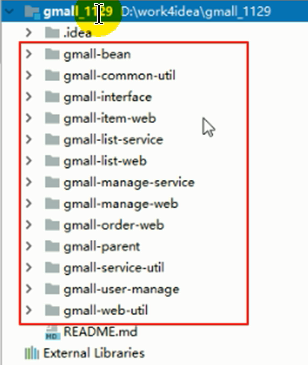 gmall_1129 D:\work4idea\gmall_1129
.idea
gmall-bean
gmall-common-util
gmall-interface
gmall-item-web
gmall-list-service
gmall-list-web
gmall-manage-service
gmall-manage-web
gmall-order-web
gmall-parent
gmall-service-util
gmall-user-manage
gmall-web-util
README.md
External Libraries